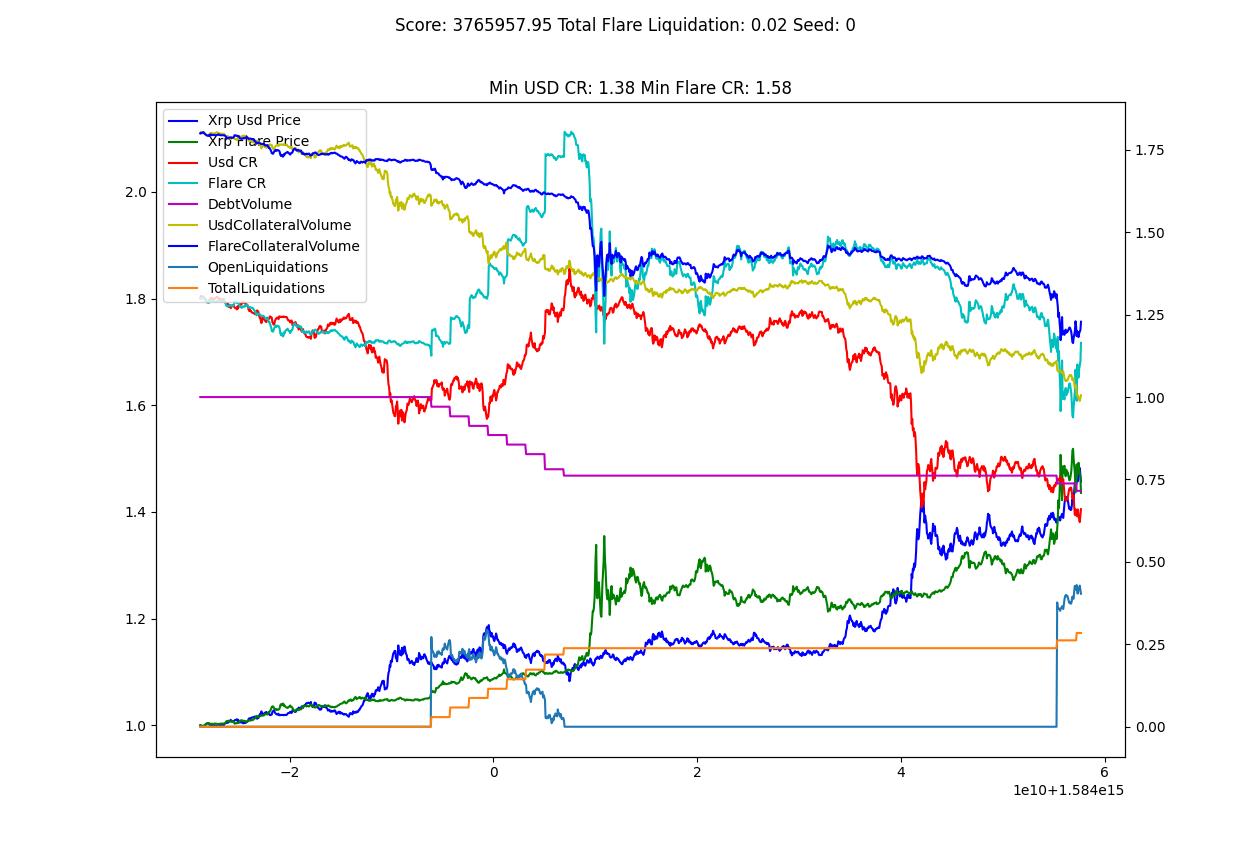 Score: 3765957.95 Total Flare Liquidation: 0.02 Seed: 0
Min USD CR: 1.38 Min Flare CR: 1.58
Xrp Usd Price
Xrp Flare Price
Usd CR
Flare CR
DebtVolume
UsdCollateralVolume
FlareCollateralVolume
OpenLiquidations
TotalLiquidations
2.0
1.8
1.6
1.4
1.2
1.0
1.75
1.50
1.25
1.00
0.75
0.50
0.25
0.00
−2 0 2 4 6
1e10+1.584e15